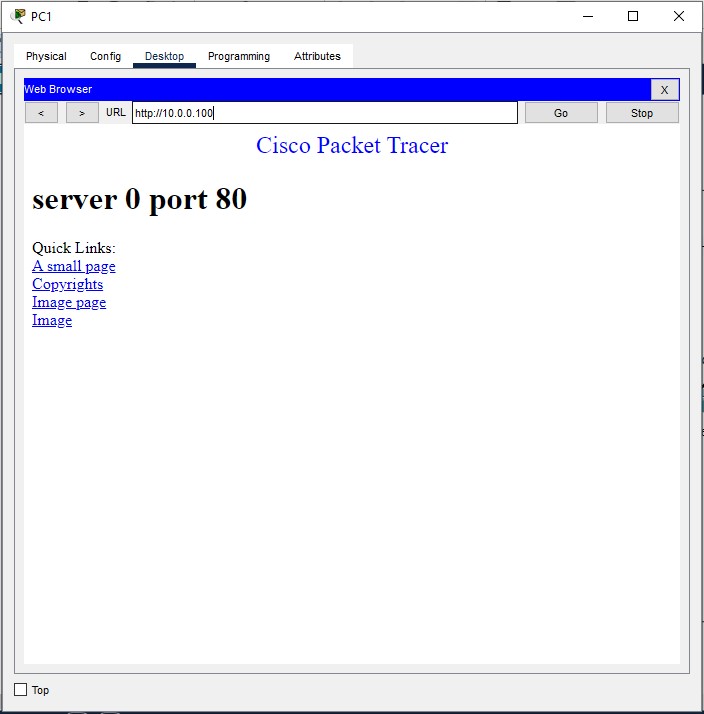 PC1
Physical Config Desktop Programming Attributes
Web Browser X
< > URL http://10.0.0.100 Go Stop
Cisco Packet Tracer
server 0 port 80
Quick Links:
A small page
Copyrights
Image page
Image
Top